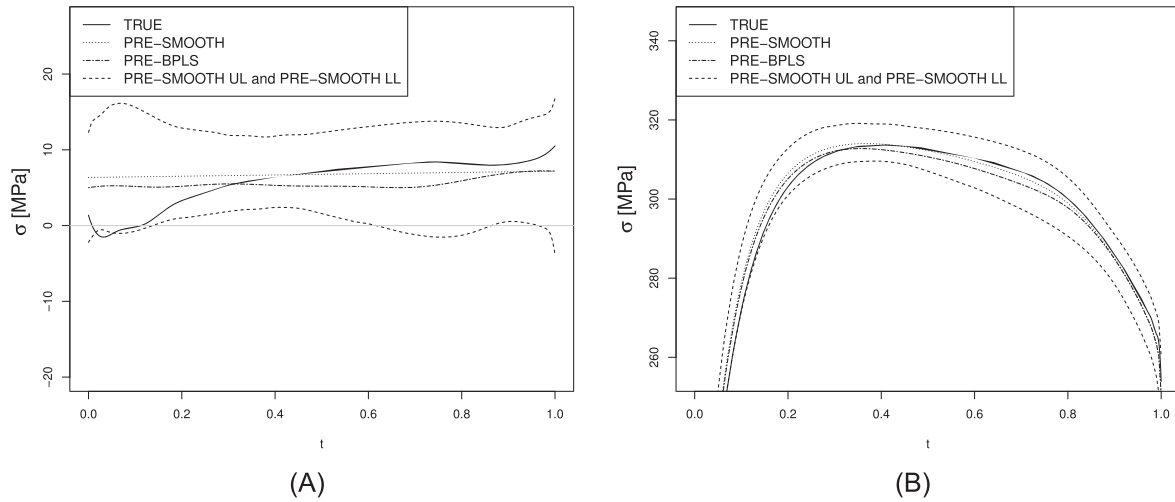 TRUE
PRE−SMOOTH
PRE−BPLS
PRE−SMOOTH UL and PRE−SMOOTH LL
σ [MPa]
20
10
0
−10
−20
0.0 0.2 0.4 0.6 0.8 1.0
t
(A)
TRUE
PRE−SMOOTH
PRE−BPLS
PRE−SMOOTH UL and PRE−SMOOTH LL
σ [MPa]
340
320
300
280
260
0.0 0.2 0.4 0.6 0.8 1.0
t
(B)